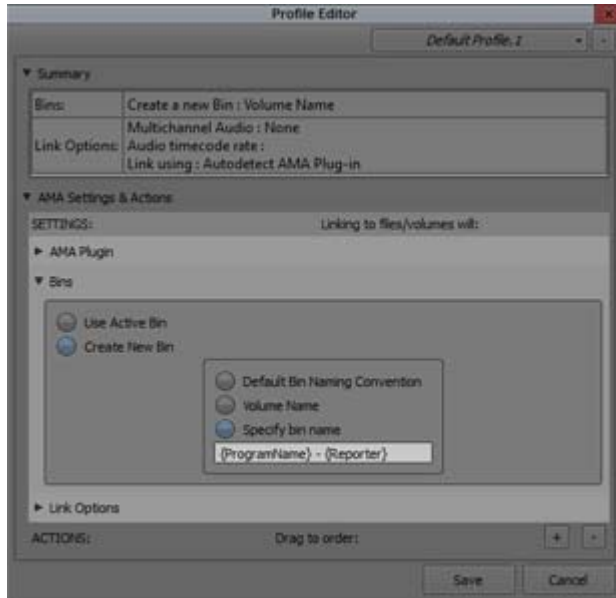 Profile Editor
Default Profile.1
Summary
Bins: Create a new Bin : Volume Name
Link Options: Multichannel Audio : None
Audio timecode rate :
Link using : Autodetect AMA Plug-in
AMA Settings & Actions
SETTINGS: Linking to files/volumes will:
AMA Plugin
Bins
Use Active Bin
Create New Bin
Default Bin Naming Convention
Volume Name
Specify bin name
{ProgramName} - {Reporter}
Link Options
ACTIONS: Drag to order: + -
Save Cancel